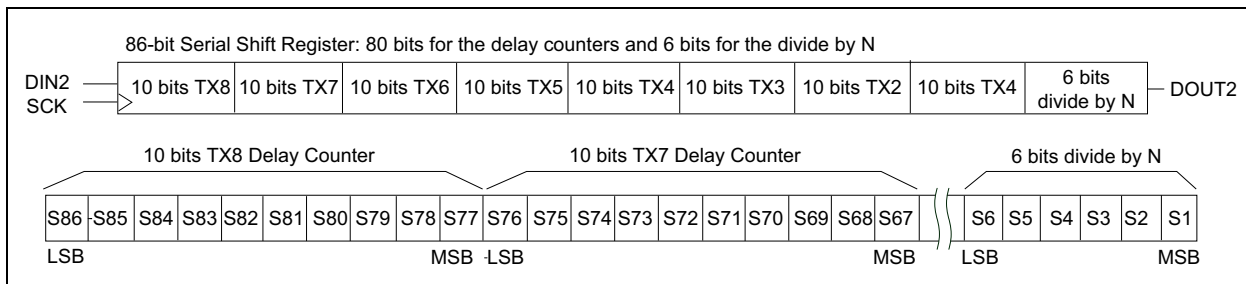 86-bit Serial Shift Register: 80 bits for the delay counters and 6 bits for the divide by N
DIN2
SCK
10 bits TX8 10 bits TX7 10 bits TX6 10 bits TX5 10 bits TX4 10 bits TX3 10 bits TX2 10 bits TX4 6 bits divide by N
DOUT2
10 bits TX8 Delay Counter 10 bits TX7 Delay Counter 6 bits divide by N
S86 S85 S84 S83 S82 S81 S80 S79 S78 S77 S76 S75 S74 S73 S72 S71 S70 S69 S68 S67 S6 S5 S4 S3 S2 S1
LSB MSB LSB MSB LSB MSB